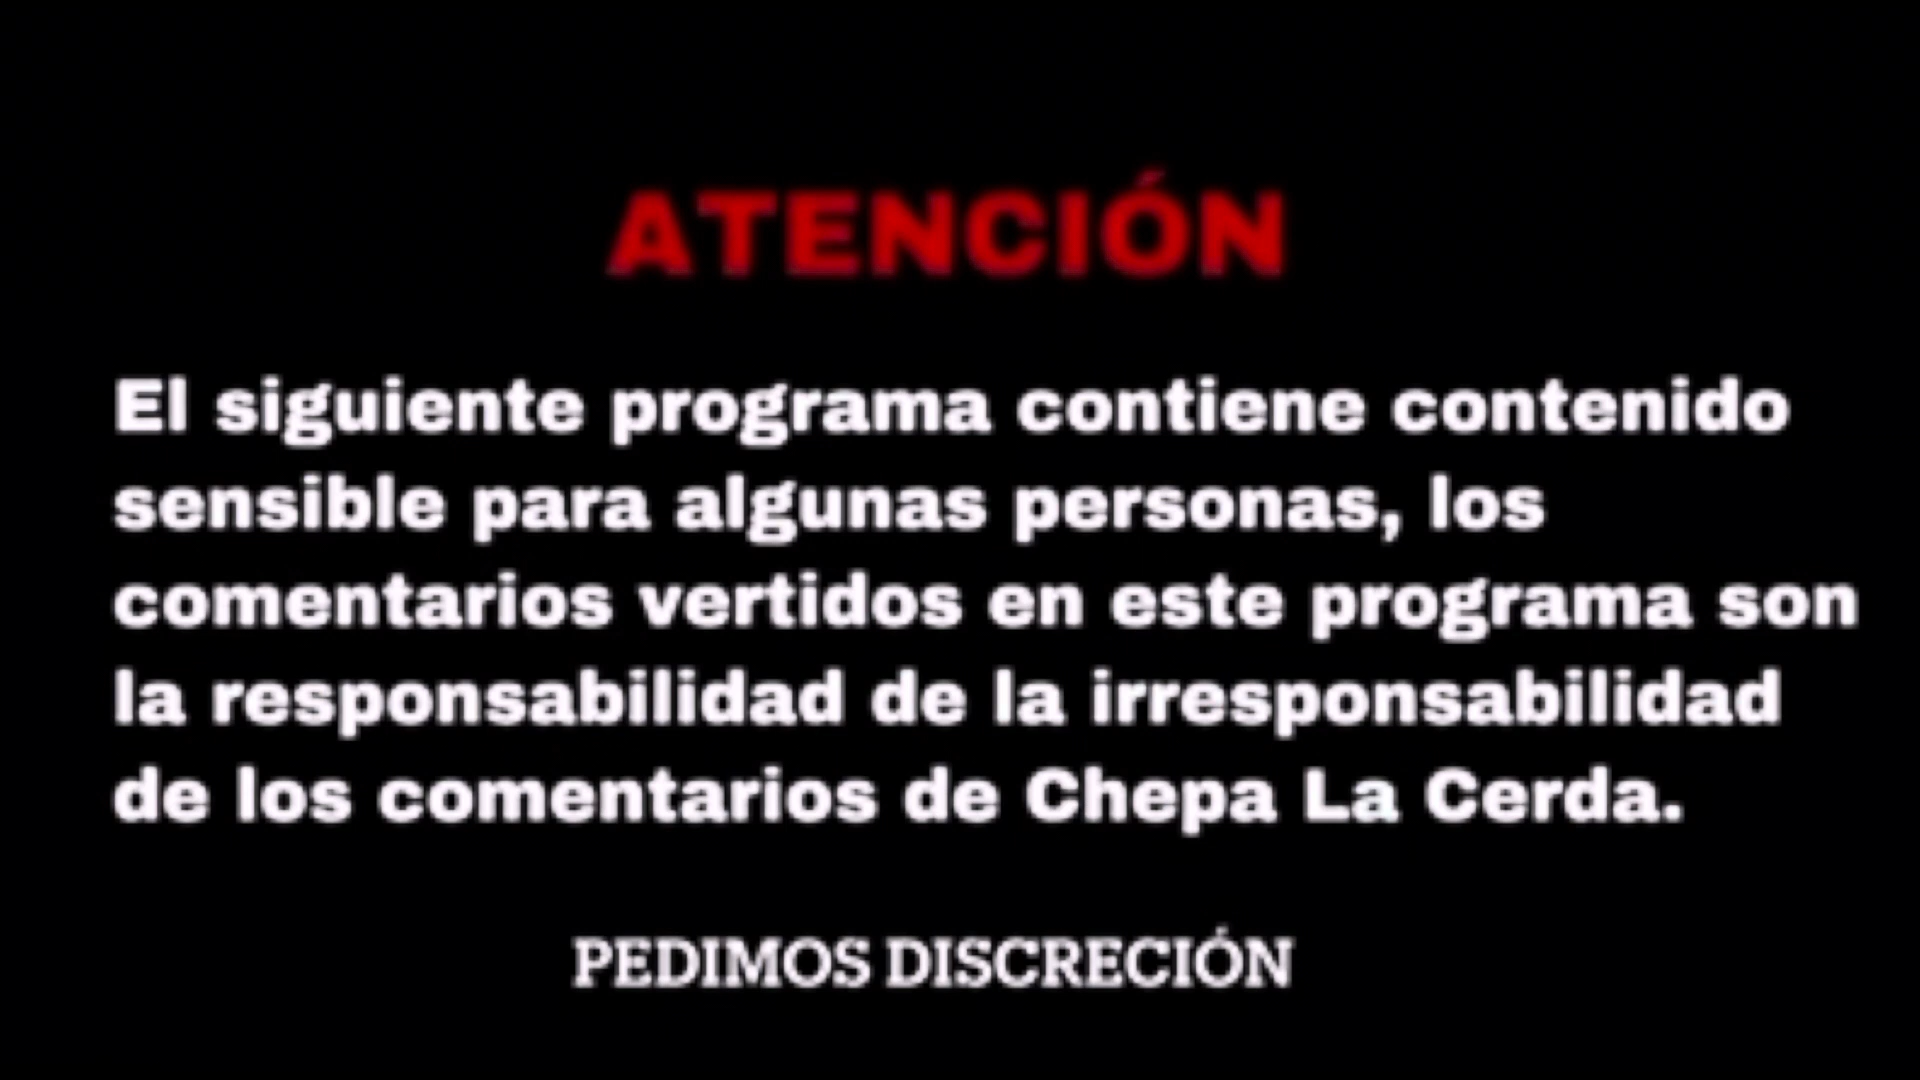 ATENCIÓN
El siguiente programa contiene contenido
sensible para algunas personas, los
comentarios vertidos en este programa son
la responsabilidad de la irresponsabilidad
de los comentarios de Chepa La Cerda.
PEDIMOS DISCRECIÓN